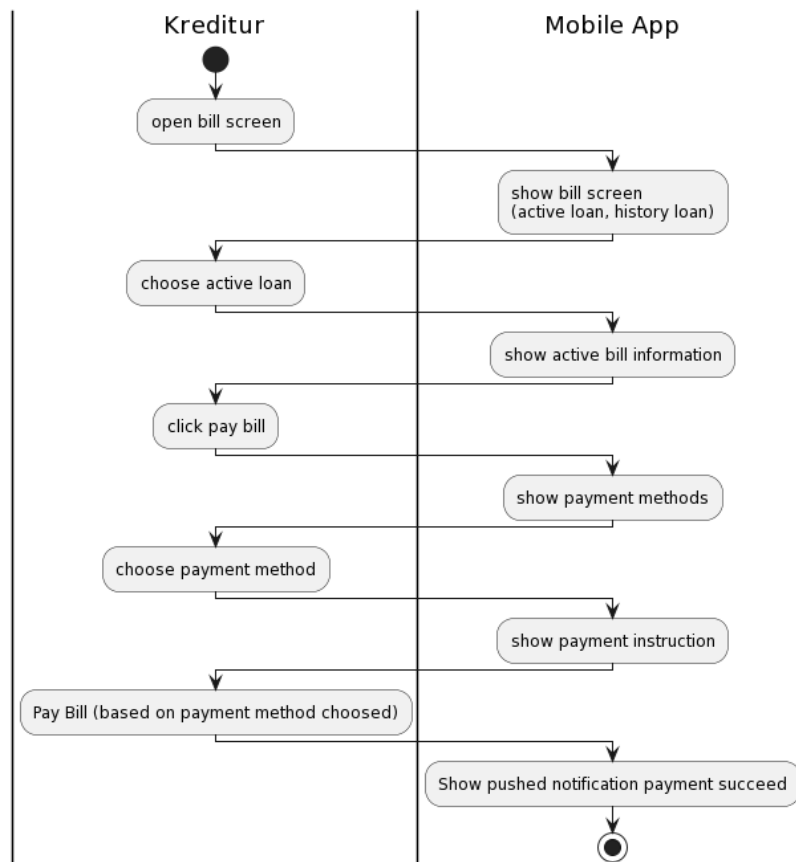 Kreditur
Mobile App
open bill screen
show bill screen
(active loan, history loan)
choose active loan
show active bill information
click pay bill
show payment methods
choose payment method
show payment instruction
Pay Bill (based on payment method choosed)
Show pushed notification payment succeed